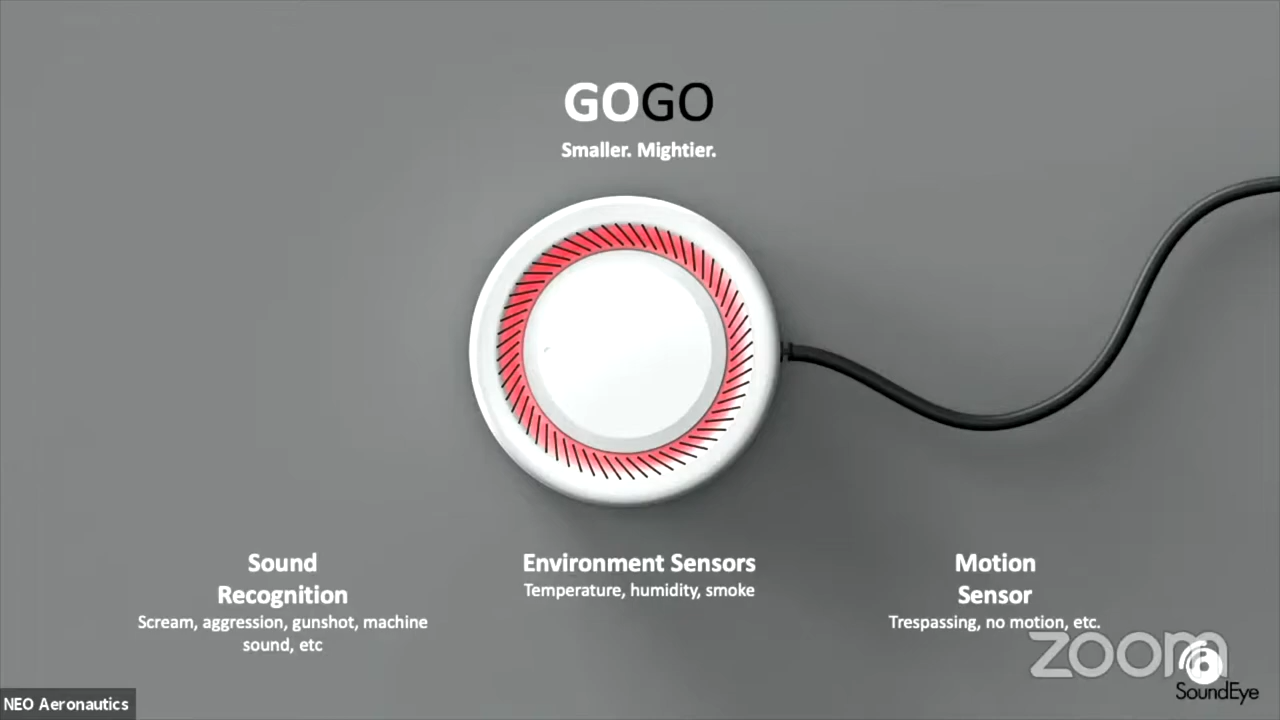 GOGO
Smaller. Mightier.
Sound
Recognition
Scream, aggression, gunshot, machine
sound, etc
Environment Sensors
Temperature, humidity, smoke
Motion
Sensor
Trespassing, no motion, etc.
zoom
SoundEye
NEO Aeronautics